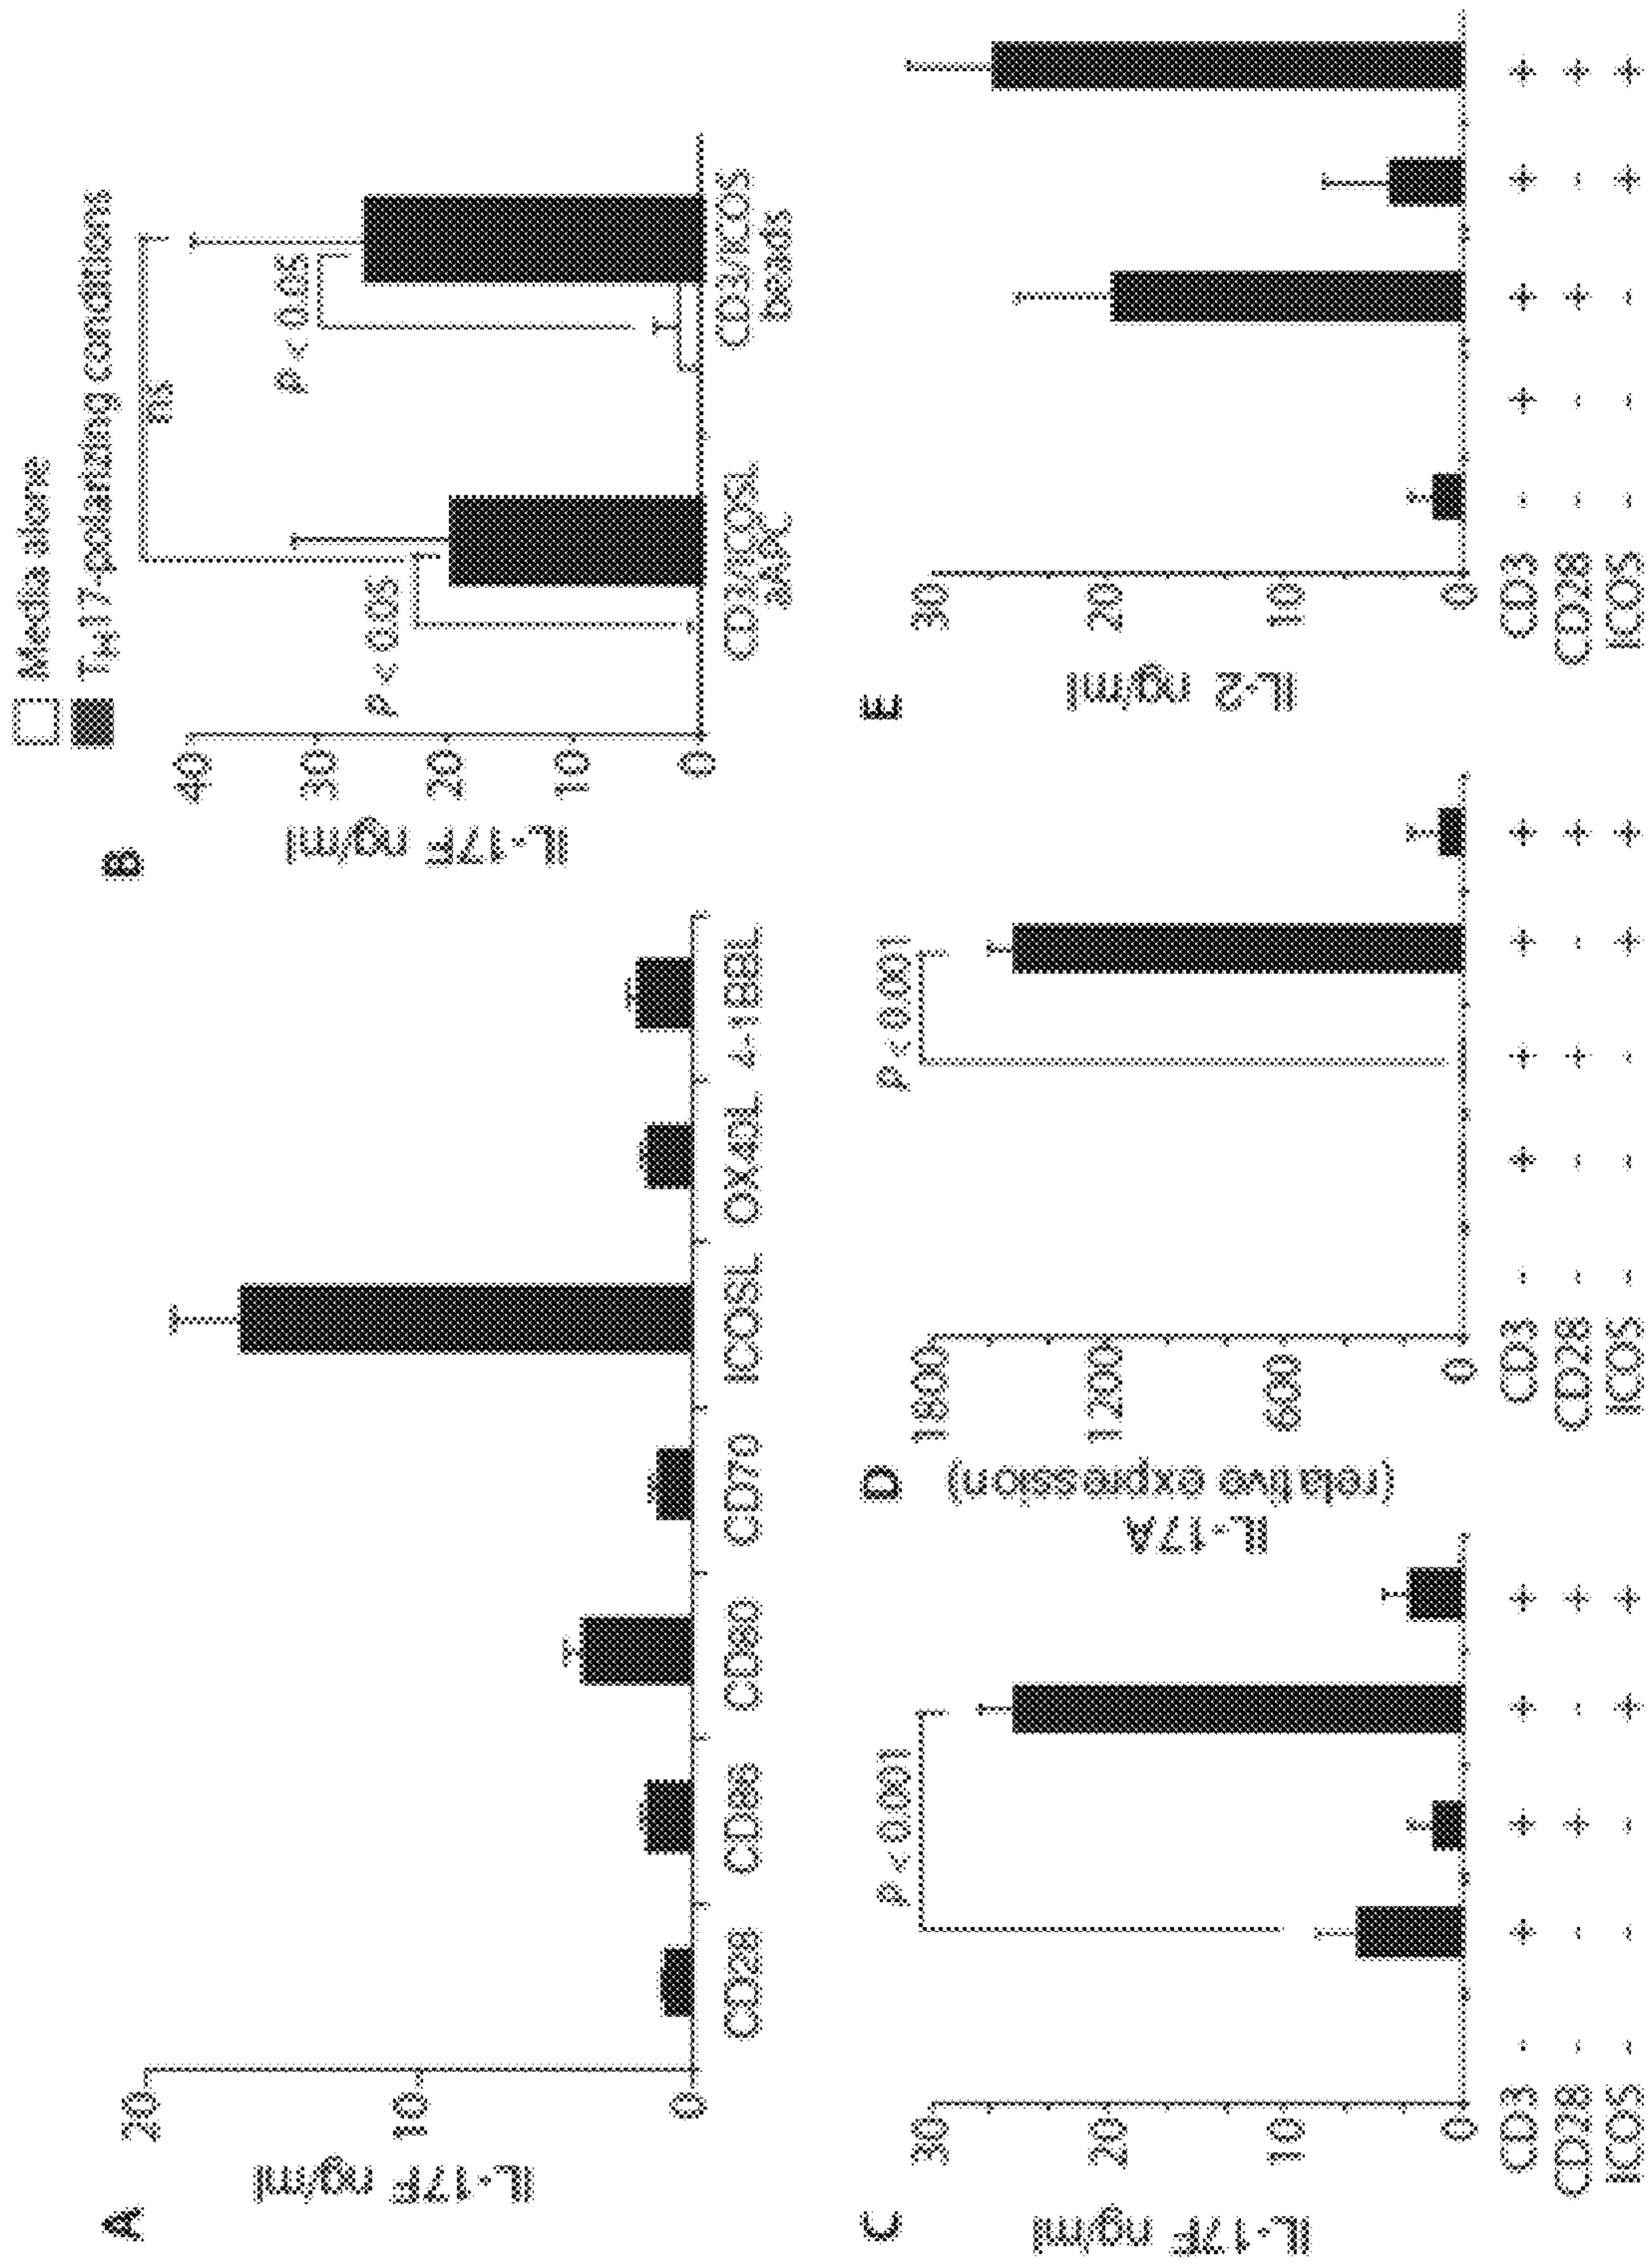 A
IL-17F ng/ml
20
10
0
CD28 CD86 CD80 CD70 ICOSL OX40L 4-1BBL
Media alone
TH17-polarizing conditions
B
IL-17F ng/ml
40
30
20
10
0
ns
p < 0.05
p < 0.05
CD3/ICOSL
aAPC
CD3/ICOS
beads
C
IL-17F ng/ml
30
20
10
0
p < 0.001
CD3 - + + + +
CD28 - - + - +
ICOS - - - + +
D
IL-17A
(relative expression)
1800
1200
600
0
p < 0.001
CD3 - + + + +
CD28 - - + - +
ICOS - - - + +
E
IL-2 ng/ml
30
20
10
0
CD3 - + + + +
CD28 - - + - +
ICOS - - - + +